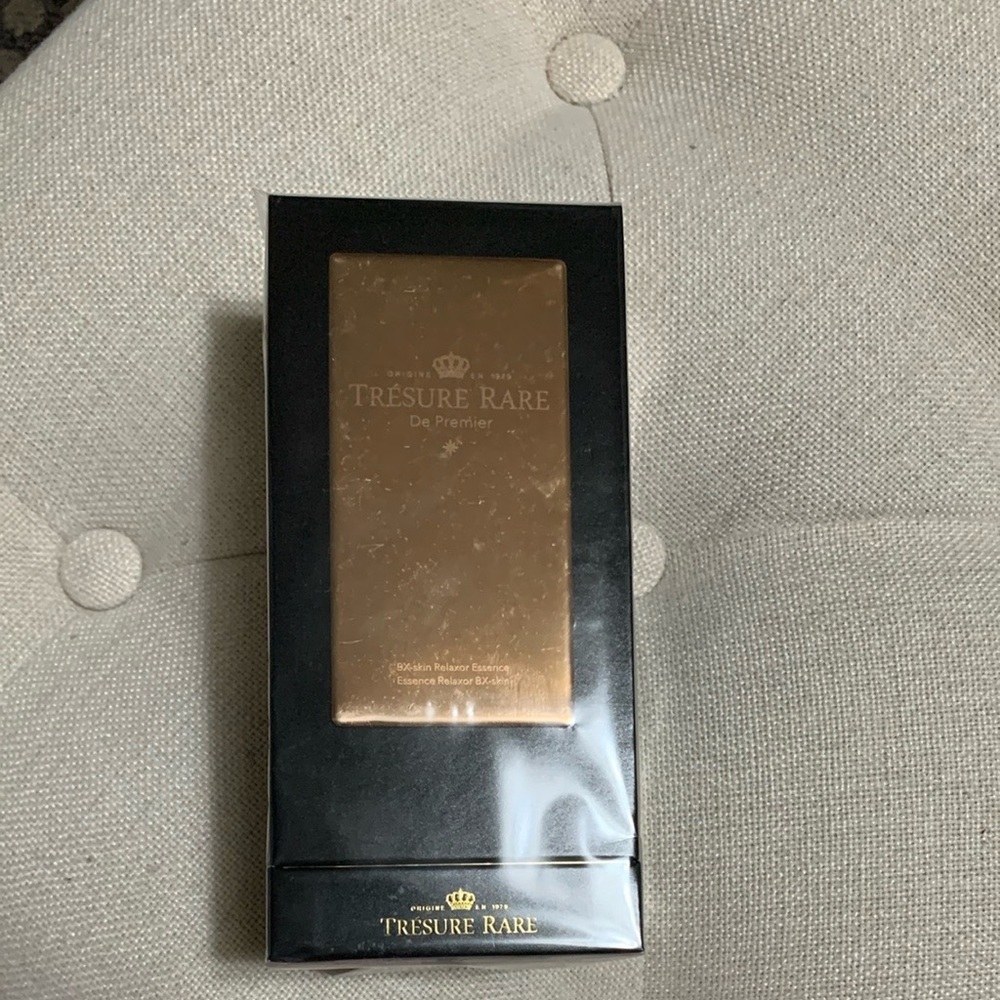 ORIGINE EN 1979
TRÉSURE RARE
De Premier
BX-skin Relaxor Essence
Essence Relaxor BX-skin
ORIGINE EN 1979
TRÉSURE RARE